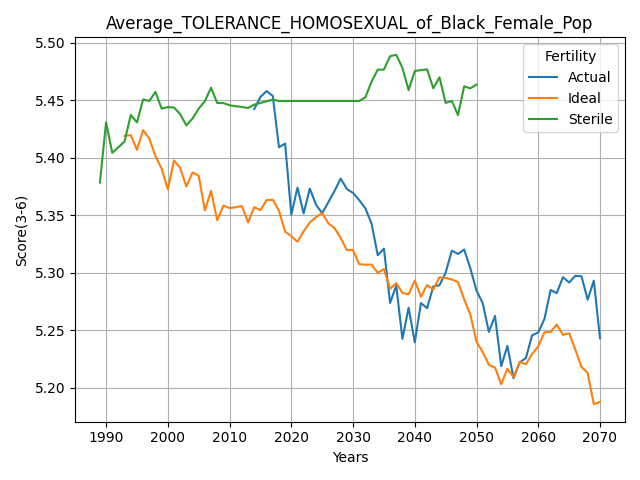 Average_TOLERANCE_HOMOSEXUAL_of_Black_Female_Pop
Fertility
Actual
Ideal
Sterile
Score(3-6)
5.50
5.45
5.40
5.35
5.30
5.25
5.20
1990 2000 2010 2020 2030 2040 2050 2060 2070
Years